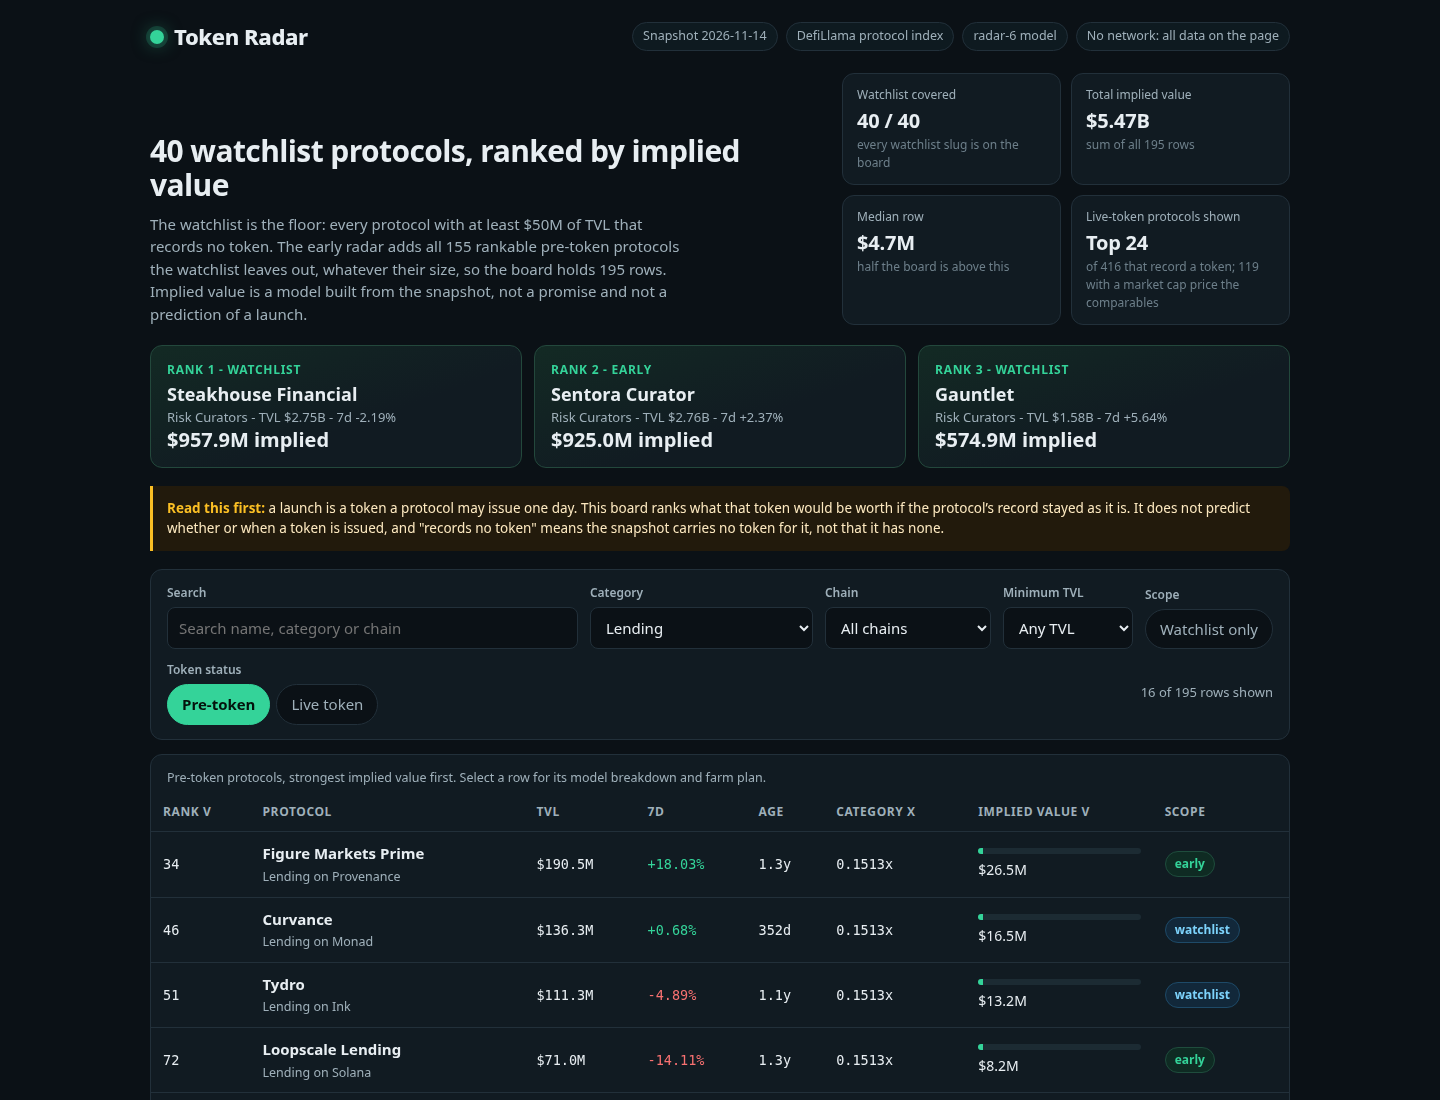 Token Radar
Snapshot 2026-11-14
DefiLlama protocol index
radar-6 model
No network: all data on the page
40 watchlist protocols, ranked by implied
value
The watchlist is the floor: every protocol with at least $50M of TVL that
records no token. The early radar adds all 155 rankable pre-token protocols
the watchlist leaves out, whatever their size, so the board holds 195 rows.
Implied value is a model built from the snapshot, not a promise and not a
prediction of a launch.
Watchlist covered
40 / 40
every watchlist slug is on the
board
Total implied value
$5.47B
sum of all 195 rows
Median row
$4.7M
half the board is above this
Live-token protocols shown
Top 24
of 416 that record a token; 119
with a market cap price the
comparables
RANK 1 - WATCHLIST
Steakhouse Financial
Risk Curators - TVL $2.75B - 7d -2.19%
$957.9M implied
RANK 2 - EARLY
Sentora Curator
Risk Curators - TVL $2.76B - 7d +2.37%
$925.0M implied
RANK 3 - WATCHLIST
Gauntlet
Risk Curators - TVL $1.58B - 7d +5.64%
$574.9M implied
Read this first: a launch is a token a protocol may issue one day. This board ranks what that token would be worth if the protocol's record stayed as it is. It does not predict
whether or when a token is issued, and "records no token" means the snapshot carries no token for it, not that it has none.
Search
Category
Chain
Minimum TVL
Scope
Search name, category or chain
Lending
All chains
Any TVL
Watchlist only
Token status
Pre-token
Live token
16 of 195 rows shown
Pre-token protocols, strongest implied value first. Select a row for its model breakdown and farm plan.
RANK V PROTOCOL TVL 7D AGE CATEGORY X IMPLIED VALUE V SCOPE
34 Figure Markets Prime $190.5M +18.03% 1.3y 0.1513x $26.5M early
Lending on Provenance
46 Curvance $136.3M +0.68% 352d 0.1513x $16.5M watchlist
Lending on Monad
51 Tydro $111.3M -4.89% 1.1y 0.1513x $13.2M watchlist
Lending on Ink
72 Loopscale Lending $71.0M -14.11% 1.3y 0.1513x $8.2M early
Lending on Solana